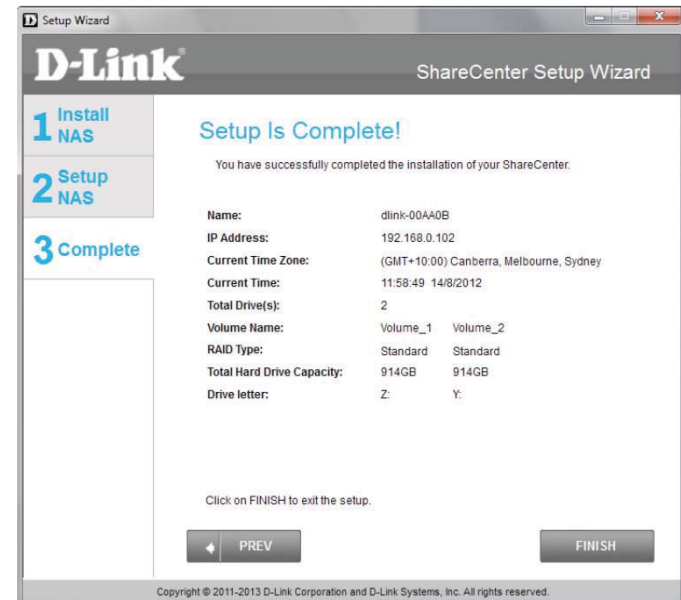 Setup Wizard
D-Link
ShareCenter Setup Wizard
1 Install NAS
2 Setup NAS
3 Complete
Setup Is Complete!
You have successfully completed the installation of your ShareCenter.
Name: dlink-00AA0B
IP Address: 192.168.0.102
Current Time Zone: (GMT+10:00) Canberra, Melbourne, Sydney
Current Time: 11:58:49 14/8/2012
Total Drive(s): 2
Volume Name: Volume_1 Volume_2
RAID Type: Standard Standard
Total Hard Drive Capacity: 914GB 914GB
Drive letter: Z: Y:
Click on FINISH to exit the setup.
PREV
FINISH
Copyright © 2011-2013 D-Link Corporation and D-Link Systems, Inc. All rights reserved.